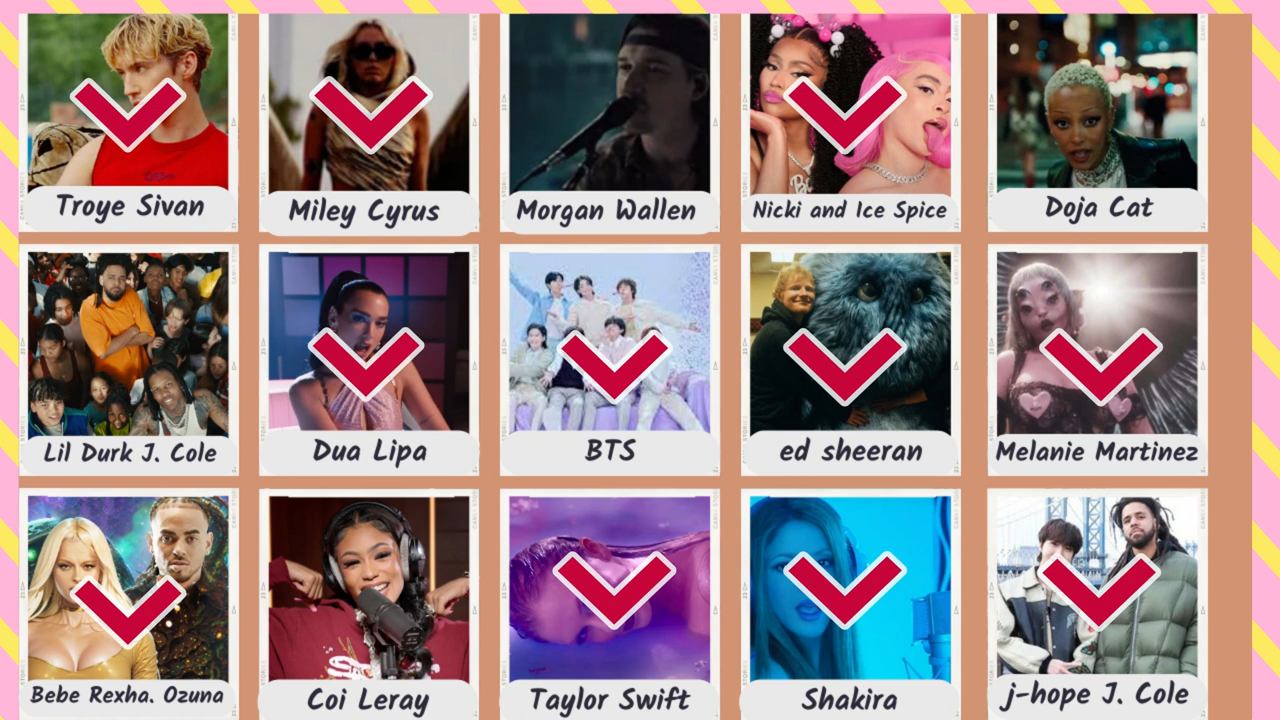 Troye Sivan
Miley Cyrus
Morgan Wallen
Nicki and Ice Spice
Doja Cat
Lil Durk J. Cole
Dua Lipa
BTS
ed sheeran
Melanie Martinez
Bebe Rexha. Ozuna
Coi Leray
Taylor Swift
Shakira
j-hope J. Cole